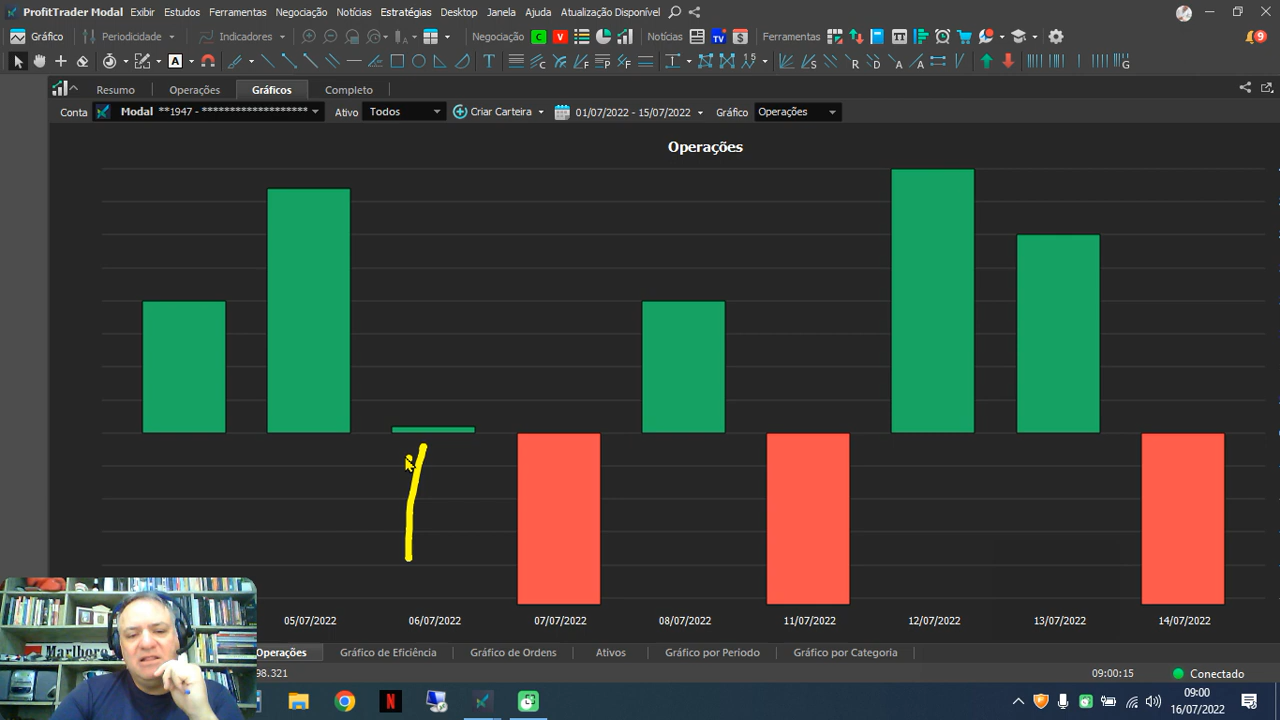 ProfitTrader Modal Exibir Estudos Ferramentas Negociação Notícias Estratégias Desktop Janela Ajuda Atualização Disponível
Gráfico Periodicidade Indicadores Negociação C V Notícias TV $ Ferramentas 9
A T
Resumo Operações Gráficos Completo
Conta Modal **1947 - ******************** Ativo Todos Criar Carteira 01/07/2022 - 15/07/2022 Gráfico Operações
Operações
05/07/2022 06/07/2022 07/07/2022 08/07/2022 11/07/2022 12/07/2022 13/07/2022 14/07/2022
Operações Gráfico de Eficiência Gráfico de Ordens Ativos Gráfico por Período Gráfico por Categoria
98.321 09:00:15 Conectado
Marlboro
N 09:00
16/07/2022